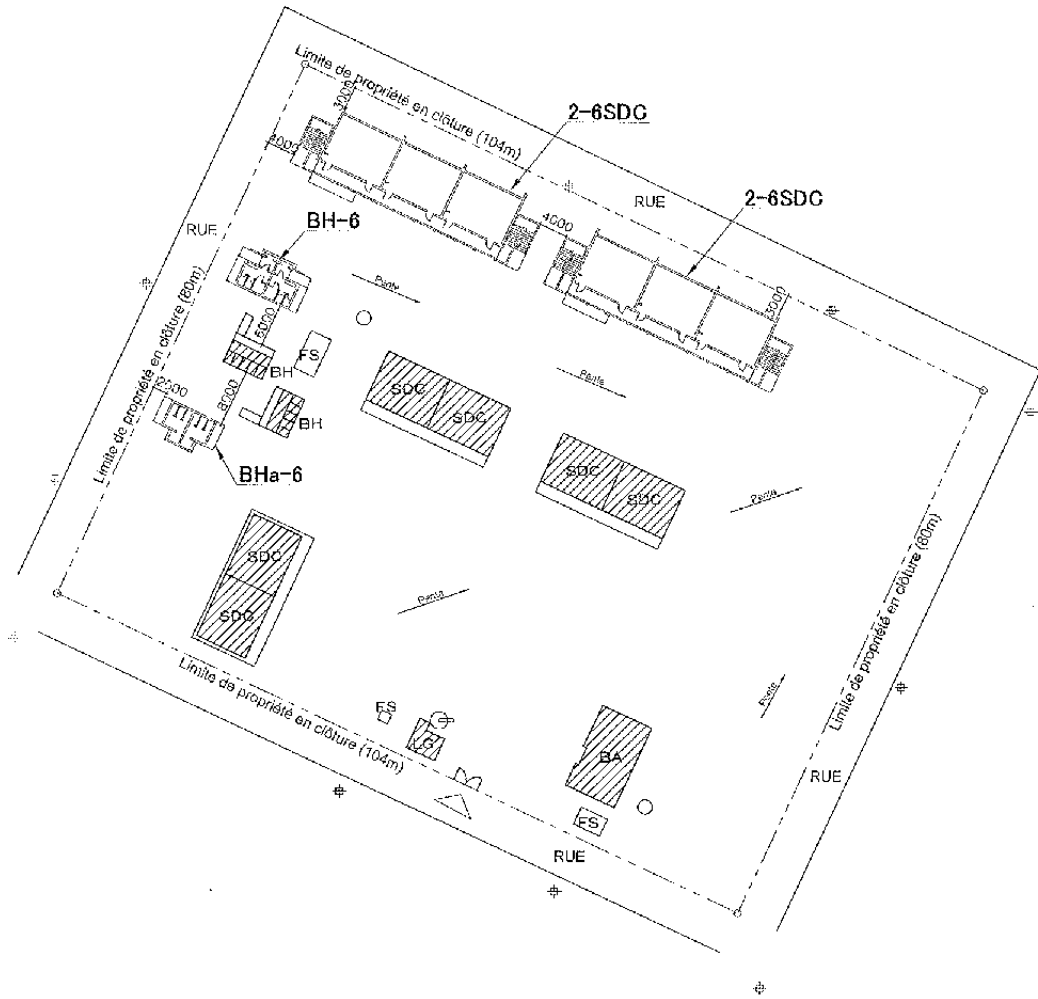 Limite de propriété en clôture (104m)
3000
4000
2-6SDC
RUE
2-6SDC
4000
3000
RUE
BH-6
Pente
6000
FS
BH
Pente
Limite de propriété en clôture (80m)
2000
8000
BH
BHa-6
SDC
SDC
SDC
SDC
Pente
SDC
SDC
Pente
Limite de propriété en clôture (80m)
Pente
Limite de propriété en clôture (104m)
FS
LG
BA
FS
RUE
RUE